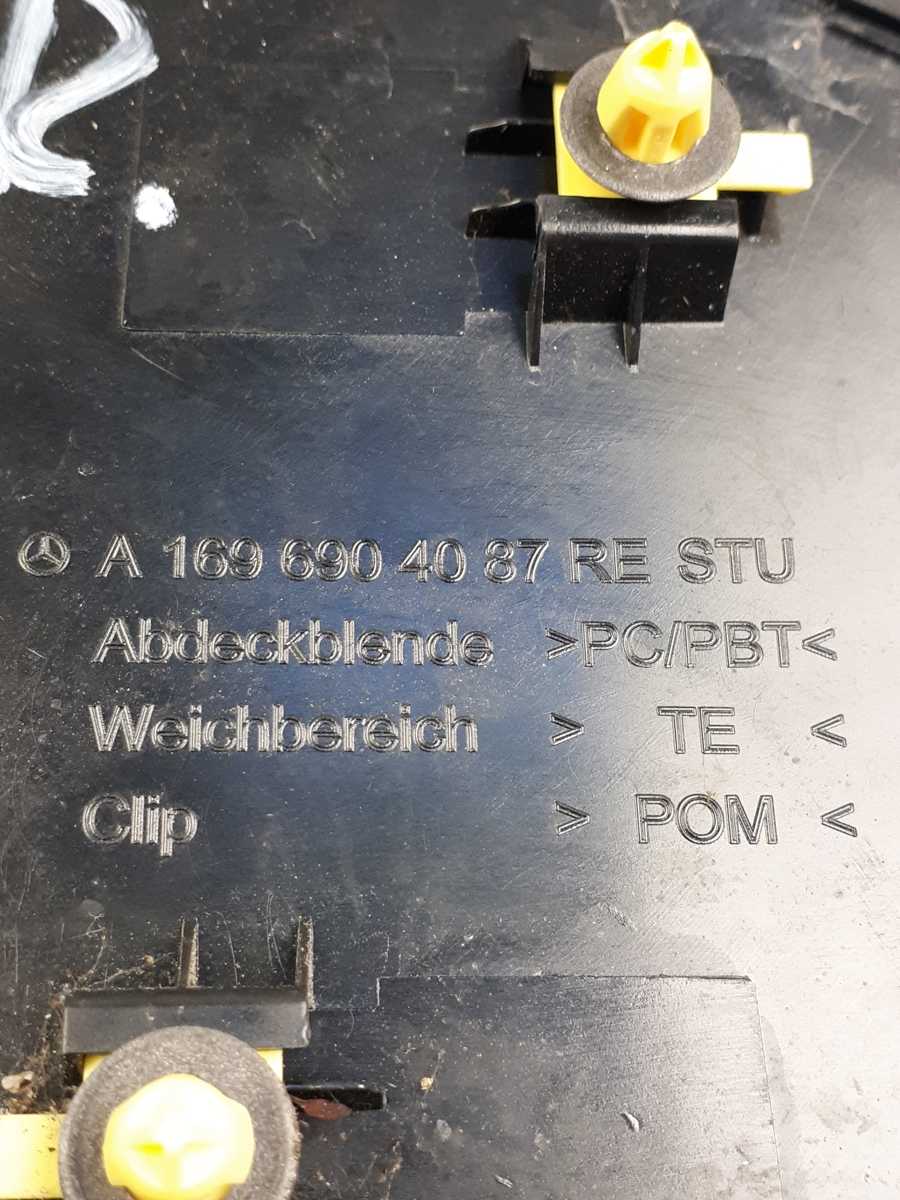 R
A 169 690 40 87 RE STU
Abdeckblende >PC/PBT<
Weichbereich > TE <
Clip > POM <